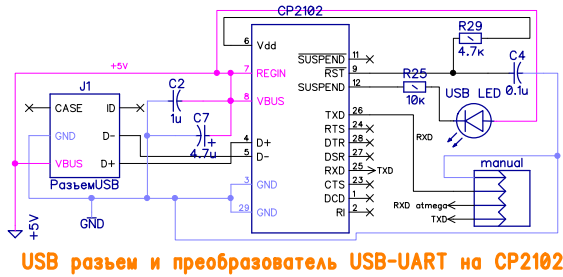 CP2102
R29
4.7к
6 Vdd
SUSPEND 11
+5V
7 REGIN
RST 9
C4
0.1u
J1
C2
1u
SUSPEND 12
R25
10к
USB LED
8 VBUS
CASE
ID
C7
4.7u
TXD 26
RXD
GND
D-
RTS 24
4 D+
DTR 28
5 D-
DSR 27
manual
VBUS
D+
RXD 25 TXD
РазъемUSB
3 GND
CTS 23
DCD 1
RXD atmega
29 GND
RI 2
TXD
+5V
GND
USB разъем и преобразователь USB-UART на CP2102